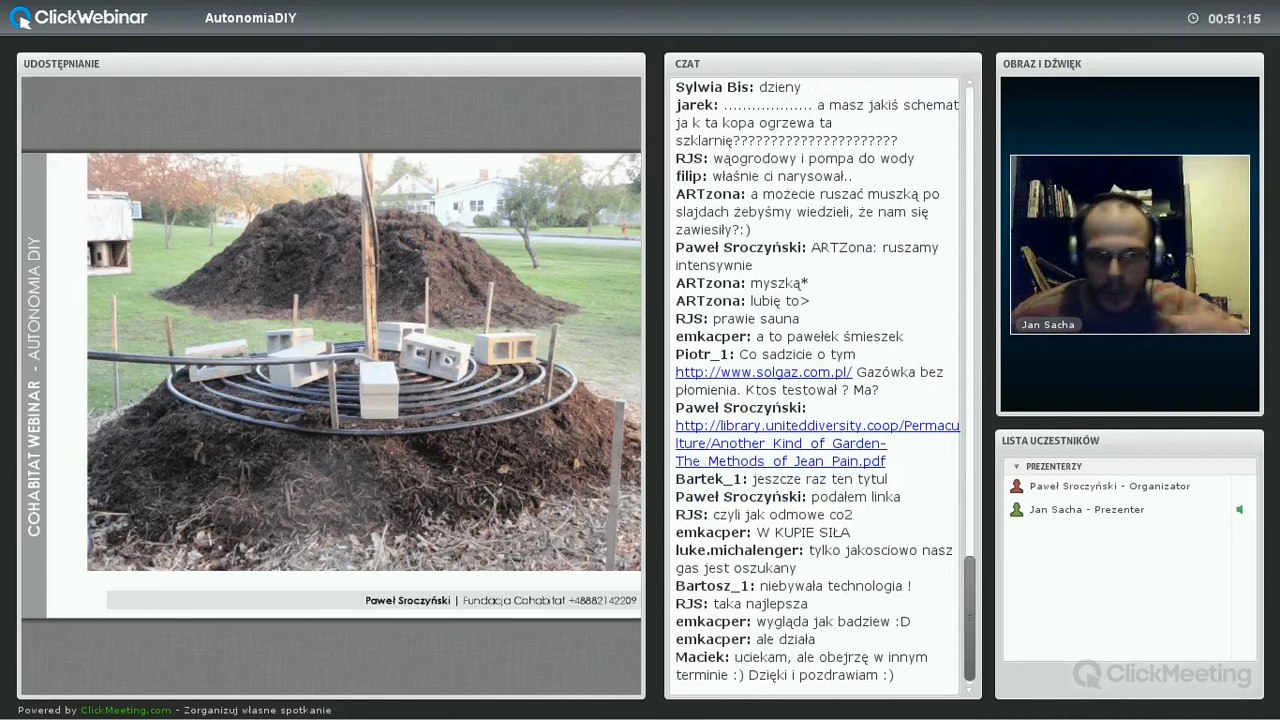 ClickWebinar
AutonomiaDIY
00:51:15
UDOSTĘPNIANIE
COHABITAT WEBINAR - AUTONOMIA DIY
Paweł Sroczyński | Fundacja Cohabitat +48882142209
CZAT
Sylwia Bis: dzieny
jarek: ................... a masz jakiś schemat
ja k ta kopa ogrzewa ta
szklarnię???????????????????????
RJS: wąogrodowy i pompa do wody
filip: właśnie ci narysował..
ARTzona: a możecie ruszać muszką po
slajdach żebyśmy wiedzieli, że nam się
zawiesiły?:)
Paweł Sroczyński: ARTZona: ruszamy
intensywnie
ARTzona: myszką*
ARTzona: lubię to>
RJS: prawie sauna
emkacper: a to pawełek śmieszek
Piotr_1: Co sadzicie o tym
http://www.solgaz.com.pl/ Gazówka bez
płomienia. Ktos testował ? Ma?
Paweł Sroczyński:
http://library.uniteddiversity.coop/Permacu
lture/Another_Kind_of_Garden-
The_Methods_of_Jean_Pain.pdf
Bartek_1: jeszcze raz ten tytul
Paweł Sroczyński: podałem linka
RJS: czyli jak odmowe co2
emkacper: W KUPIE SIŁA
luke.michalenger: tylko jakosciowo nasz
gas jest oszukany
Bartosz_1: niebywała technologia !
RJS: taka najlepsza
emkacper: wygląda jak badziew :D
emkacper: ale działa
Maciek: uciekam, ale obejrzę w innym
terminie :) Dzięki i pozdrawiam :)
OBRAZ I DŹWIĘK
Jan Sacha
LISTA UCZESTNIKÓW
PREZENTERZY
Paweł Sroczyński - Organizator
Jan Sacha - Prezenter
ClickMeeting
Powered by ClickMeeting.com - Zorganizuj własne spotkanie